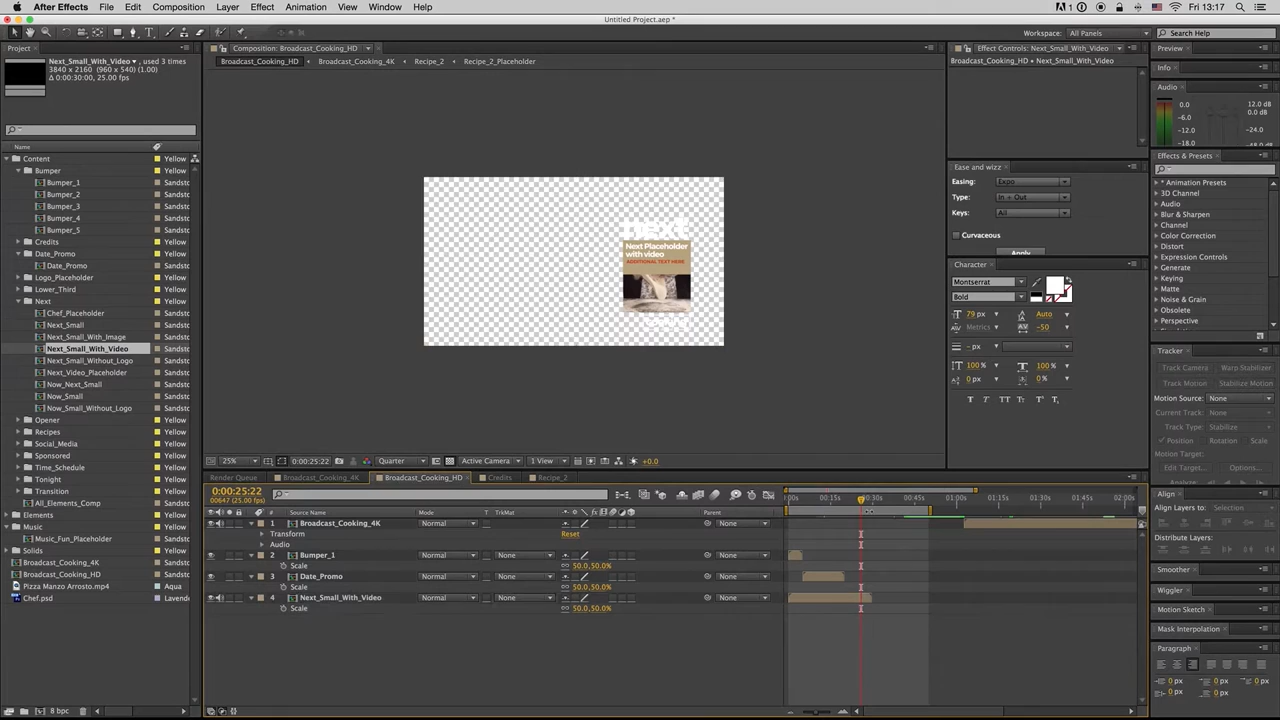 After Effects File Edit Composition Layer Effect Animation View Window Help
1 Fri 13:17
Untitled Project.aep *
Workspace: All Panels
Search Help
Project
Next_Small_With_Video ▾, used 3 times
3840 x 2160 (960 x 540) (1.00)
Δ 0:00:30:00, 25.00 fps
Name
Content Yellow
Bumper Yellow
Bumper_1 Sandst
Bumper_2 Sandst
Bumper_3 Sandst
Bumper_4 Sandst
Bumper_5 Sandst
Credits Yellow
Date_Promo Yellow
Date_Promo Sandst
Logo_Placeholder Yellow
Lower_Third Yellow
Next Yellow
Chef_Placeholder Sandst
Next_Small Sandst
Next_Small_With_Image Sandst
Next_Small_With_Video Sandst
Next_Small_Without_Logo Sandst
Next_Video_Placeholder Sandst
Now_Next_Small Sandst
Now_Small Sandst
Now_Small_Without_Logo Sandst
Opener Yellow
Recipes Yellow
Social_Media Yellow
Sponsored Yellow
Time_Schedule Yellow
Tonight Yellow
Transition Yellow
All_Elements_Comp Sandst
Elements Yellow
Music Yellow
Music_Fun_Placeholder Sandst
Solids Yellow
Broadcast_Cooking_4K Sandst
Broadcast_Cooking_HD Sandst
Pizza Manzo Arrosto.mp4 Aqua
Chef.psd Lavend
8 bpc
Composition: Broadcast_Cooking_HD
Broadcast_Cooking_HD Broadcast_Cooking_4K Recipe_2 Recipe_2_Placeholder
next
Next Placeholder
with video
ADDITIONAL TEXT HERE
25% 0:00:25:22 Quarter Active Camera 1 View +0.0
Effect Controls: Next_Small_With_Video
Broadcast_Cooking_HD • Next_Small_With_Video
Ease and wizz
Easing: Expo
Type: In + Out
Keys: All
Curvaceous
Apply
Character
Montserrat
Bold
79 px Auto
Metrics -50
- px
100 % 100 %
0 px 0 %
Preview
Info
Audio
0.0 12.0 dB
-6.0 0.0 dB
-12.0
-18.0 -24.0
Effects & Presets
* Animation Presets
3D Channel
Audio
Blur & Sharpen
Channel
Color Correction
Distort
Expression Controls
Generate
Keying
Matte
Noise & Grain
Obsolete
Perspective
Tracker
Track Camera Warp Stabilizer
Track Motion Stabilize Motion
Motion Source: None
Current Track: None
Track Type: Stabilize
Position Rotation Scale
Motion Target:
Edit Target... Options...
Align
Align Layers to: Selection
Distribute Layers:
Smoother
Wiggler
Motion Sketch
Mask Interpolation
Paragraph
0 px 0 px 0 px
0 px 0 px
Render Queue Broadcast_Cooking_4K Broadcast_Cooking_HD Credits Recipe_2
0:00:25:22
00647 (25.00 fps)
# Source Name Mode T TrkMat Parent
00s 00:15s 00:30s 00:45s 01:00s 01:15s 01:30s 01:45s 02:00s
1 Broadcast_Cooking_4K Normal None
Transform Reset
Audio
2 Bumper_1 Normal None None
Scale 50.0,50.0%
3 Date_Promo Normal None None
Scale 50.0,50.0%
4 Next_Small_With_Video Normal None None
Scale 50.0,50.0%